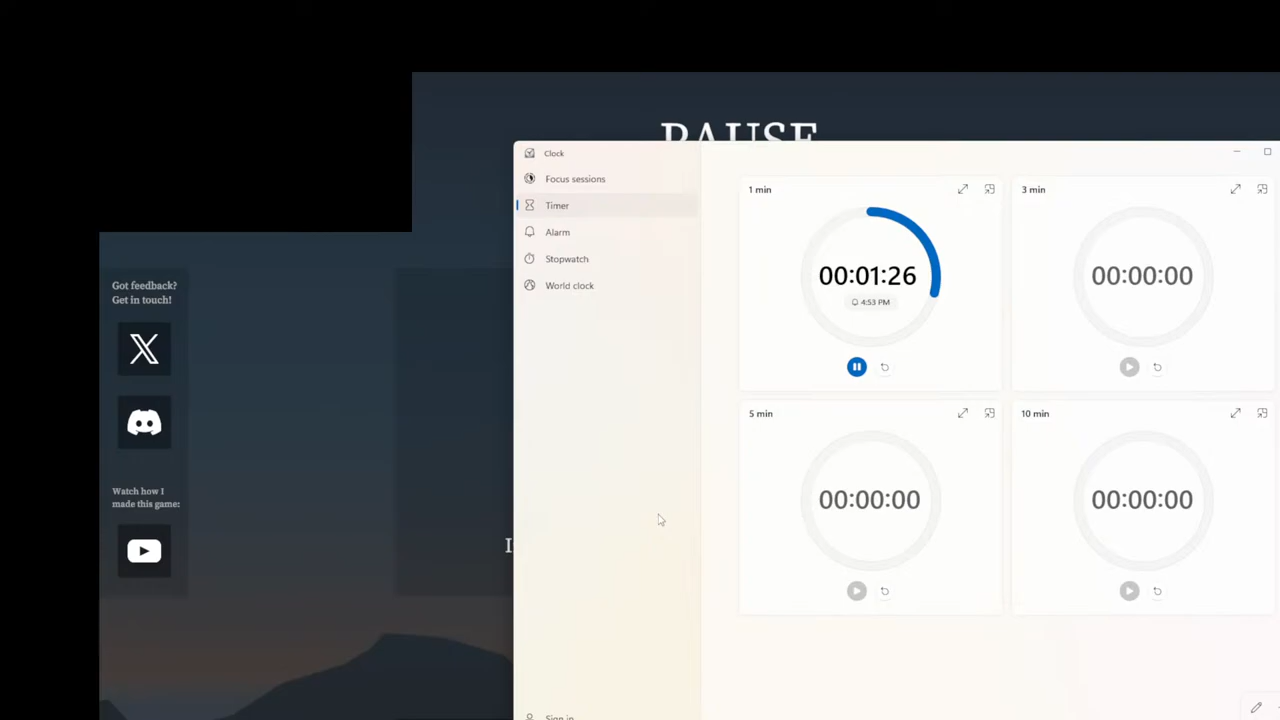 PAUSE
Clock
Focus sessions
Timer
Alarm
Stopwatch
World clock
1 min
00:01:26
4:53 PM
3 min
00:00:00
5 min
00:00:00
10 min
00:00:00
Got feedback?
Get in touch!
Watch how I
made this game:
I
Sign in